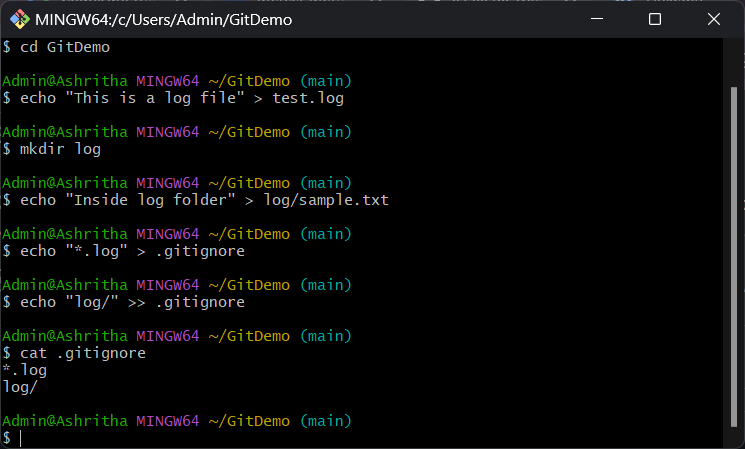 MINGW64:/c/Users/Admin/GitDemo
$ cd GitDemo
Admin@Ashritha MINGW64 ~/GitDemo (main)
$ echo "This is a log file" > test.log
Admin@Ashritha MINGW64 ~/GitDemo (main)
$ mkdir log
Admin@Ashritha MINGW64 ~/GitDemo (main)
$ echo "Inside log folder" > log/sample.txt
Admin@Ashritha MINGW64 ~/GitDemo (main)
$ echo "*.log" > .gitignore
Admin@Ashritha MINGW64 ~/GitDemo (main)
$ echo "log/" >> .gitignore
Admin@Ashritha MINGW64 ~/GitDemo (main)
$ cat .gitignore
*.log
log/
Admin@Ashritha MINGW64 ~/GitDemo (main)
$